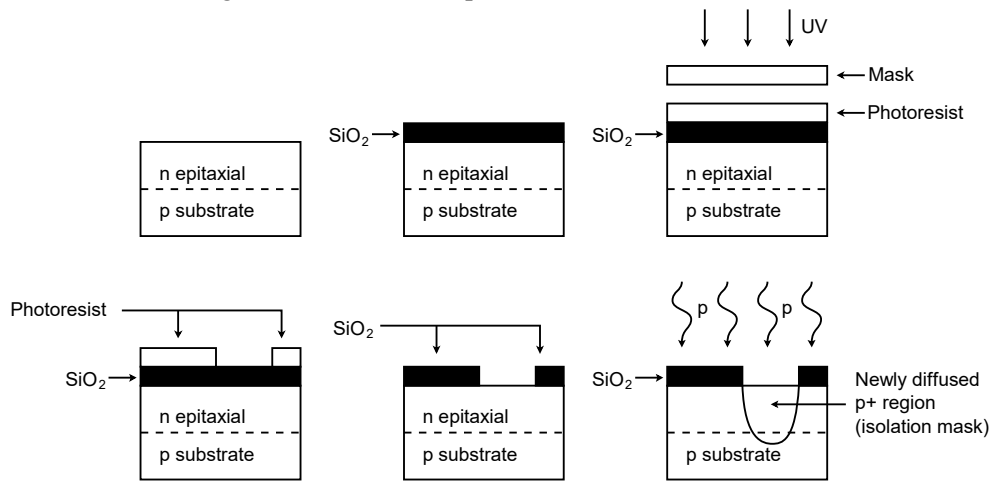 UV
Mask
Photoresist
SiO2
SiO2
n epitaxial
p substrate
n epitaxial
p substrate
n epitaxial
p substrate
Photoresist
SiO2
SiO2
p p
SiO2
Newly diffused
p+ region
(isolation mask)
n epitaxial
p substrate
n epitaxial
p substrate
p substrate